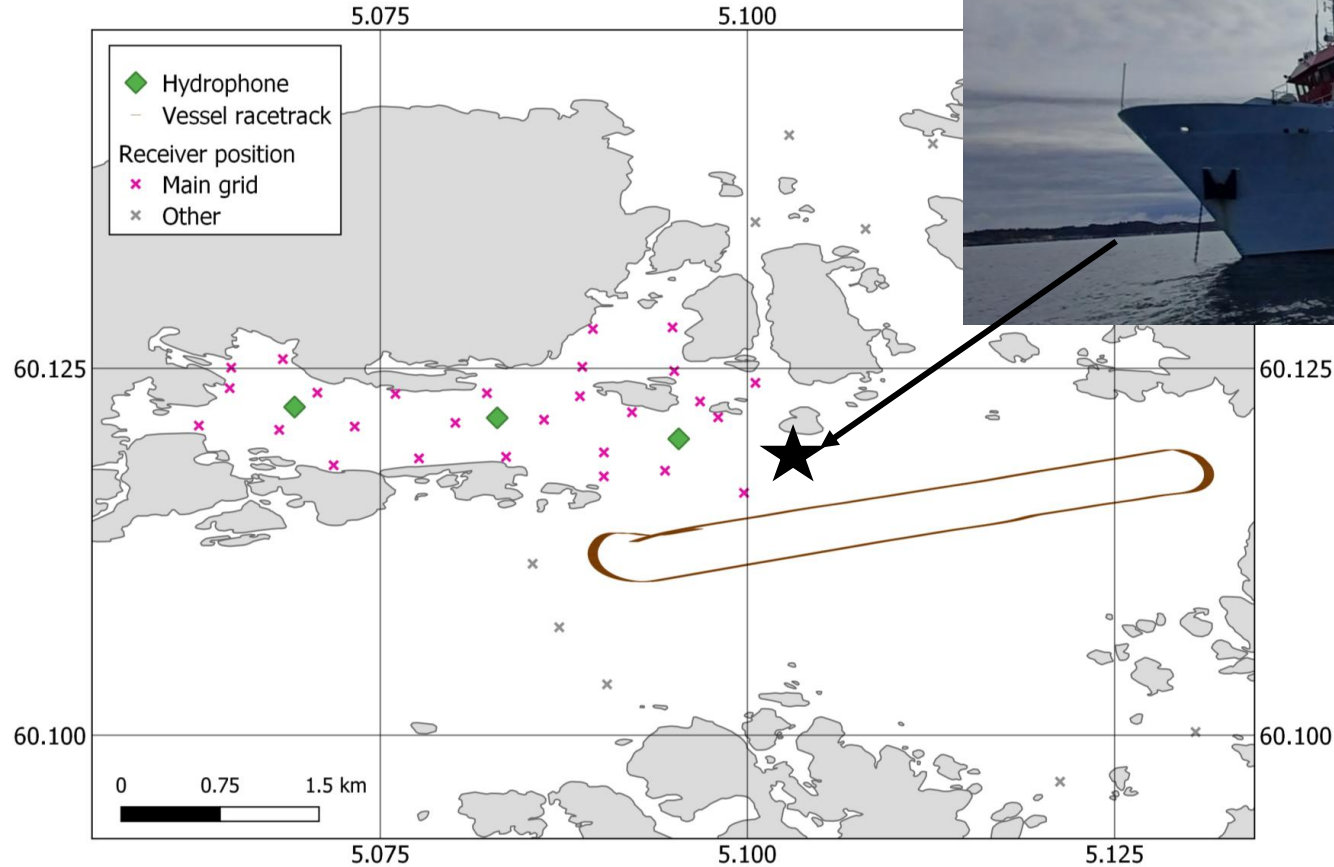 5.075
5.100
Hydrophone
Vessel racetrack
Receiver position
Main grid
Other
60.125
60.125
60.100
60.100
0
0.75
1.5 km
5.075
5.100
5.125